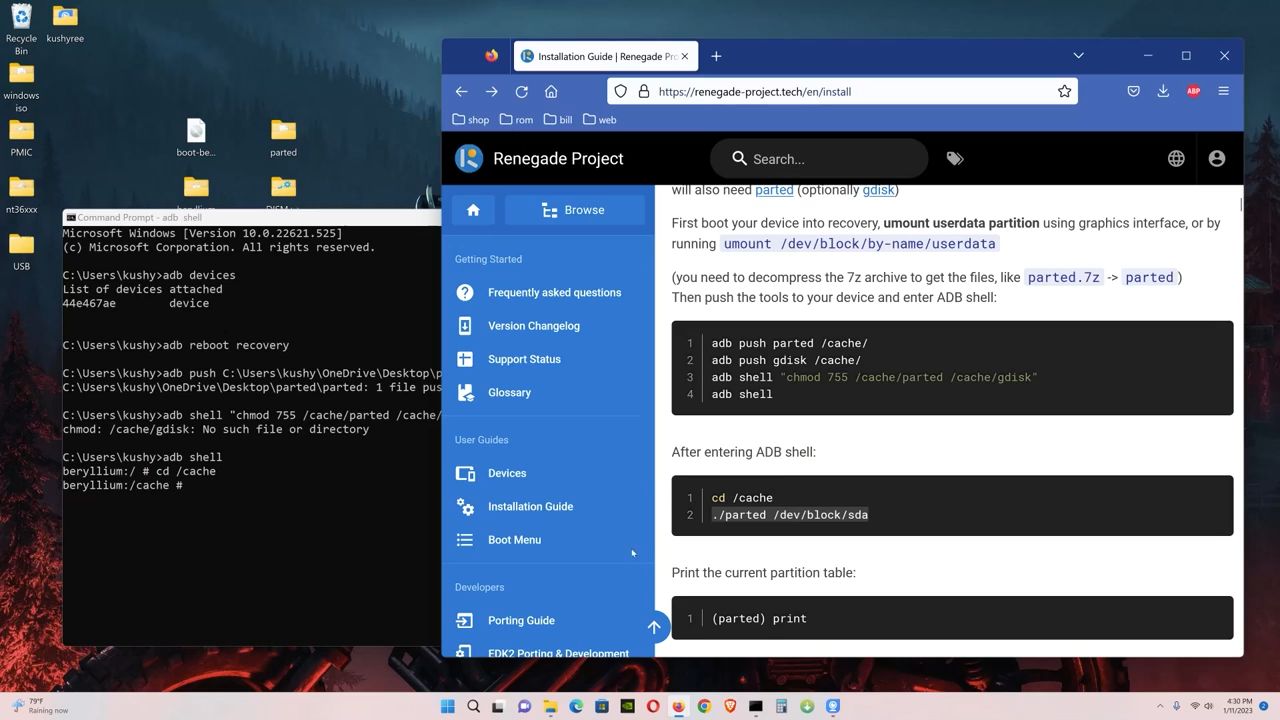 Recycle Bin
kushyree
windows iso
PMIC
boot-be...
parted
nt36xxx
USB
Command Prompt - adb  shell
Microsoft Windows [Version 10.0.22621.525]
(c) Microsoft Corporation. All rights reserved.
C:\Users\kushy>adb devices
List of devices attached
44e467ae        device
C:\Users\kushy>adb reboot recovery
C:\Users\kushy>adb push C:\Users\kushy\OneDrive\Desktop\p
C:\Users\kushy\OneDrive\Desktop\parted\parted: 1 file pus
C:\Users\kushy>adb shell "chmod 755 /cache/parted /cache/
chmod: /cache/gdisk: No such file or directory
C:\Users\kushy>adb shell
beryllium:/ # cd /cache
beryllium:/cache #
Installation Guide | Renegade Pro
https://renegade-project.tech/en/install
ABP
shop
rom
bill
web
Renegade Project
Search...
Browse
Getting Started
Frequently asked questions
Version Changelog
Support Status
Glossary
User Guides
Devices
Installation Guide
Boot Menu
Developers
Porting Guide
EDK2 Porting & Development
will also need parted (optionally gdisk)
First boot your device into recovery, umount userdata partition using graphics interface, or by
running umount /dev/block/by-name/userdata
(you need to decompress the 7z archive to get the files, like parted.7z -> parted )
Then push the tools to your device and enter ADB shell:
1 adb push parted /cache/
2 adb push gdisk /cache/
3 adb shell "chmod 755 /cache/parted /cache/gdisk"
4 adb shell
After entering ADB shell:
1 cd /cache
2 ./parted /dev/block/sda
Print the current partition table:
1 (parted) print
79°F
Raining now
4:30 PM
1/11/2023
2